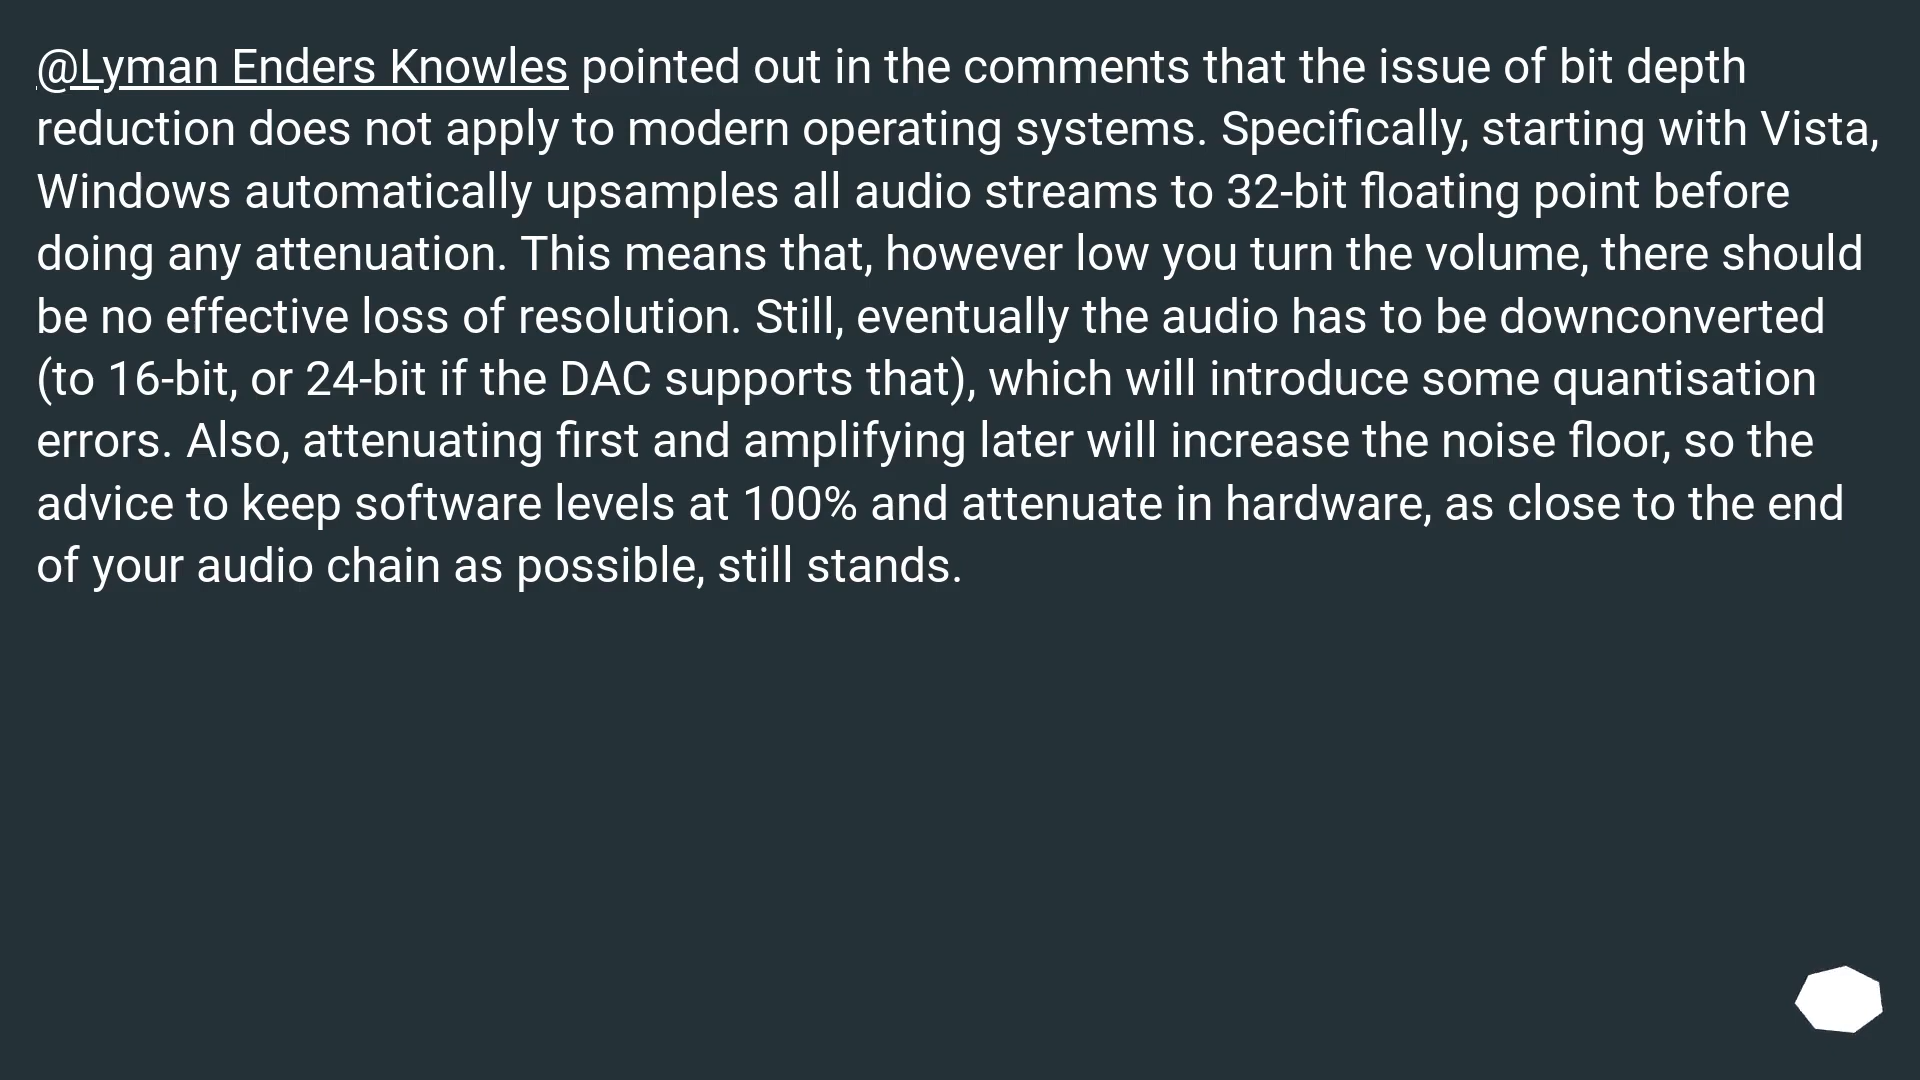 @Lyman Enders Knowles pointed out in the comments that the issue of bit depth
reduction does not apply to modern operating systems. Specifically, starting with Vista,
Windows automatically upsamples all audio streams to 32-bit floating point before
doing any attenuation. This means that, however low you turn the volume, there should
be no effective loss of resolution. Still, eventually the audio has to be downconverted
(to 16-bit, or 24-bit if the DAC supports that), which will introduce some quantisation
errors. Also, attenuating first and amplifying later will increase the noise floor, so the
advice to keep software levels at 100% and attenuate in hardware, as close to the end
of your audio chain as possible, still stands.